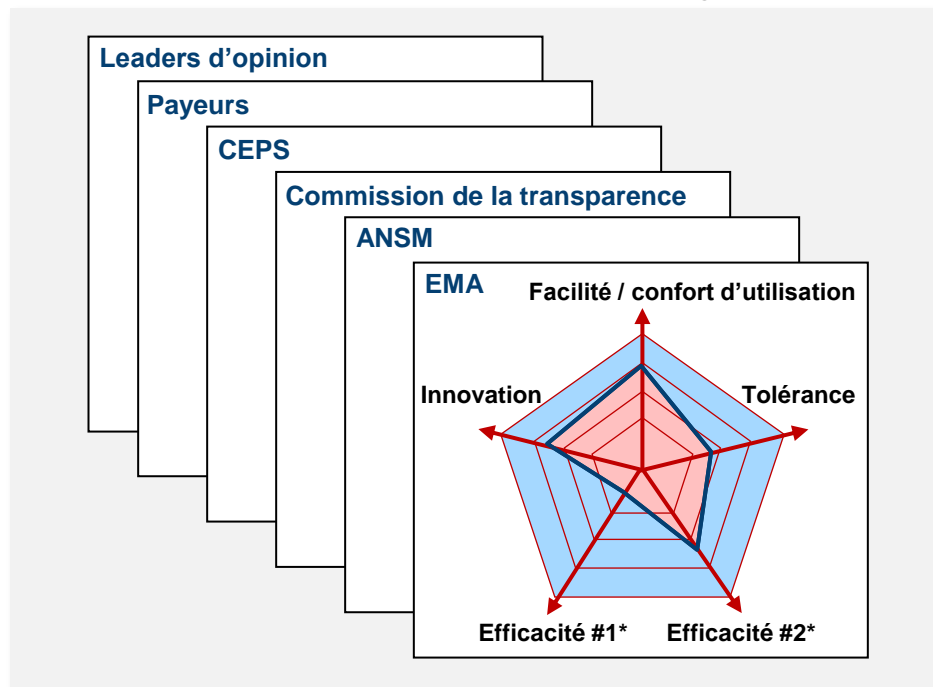 Leaders d’opinion
Payeurs
CEPS
Commission de la transparence
ANSM
EMA
Facilité / confort d’utilisation
Innovation
Tolérance
Efficacité #1*
Efficacité #2*